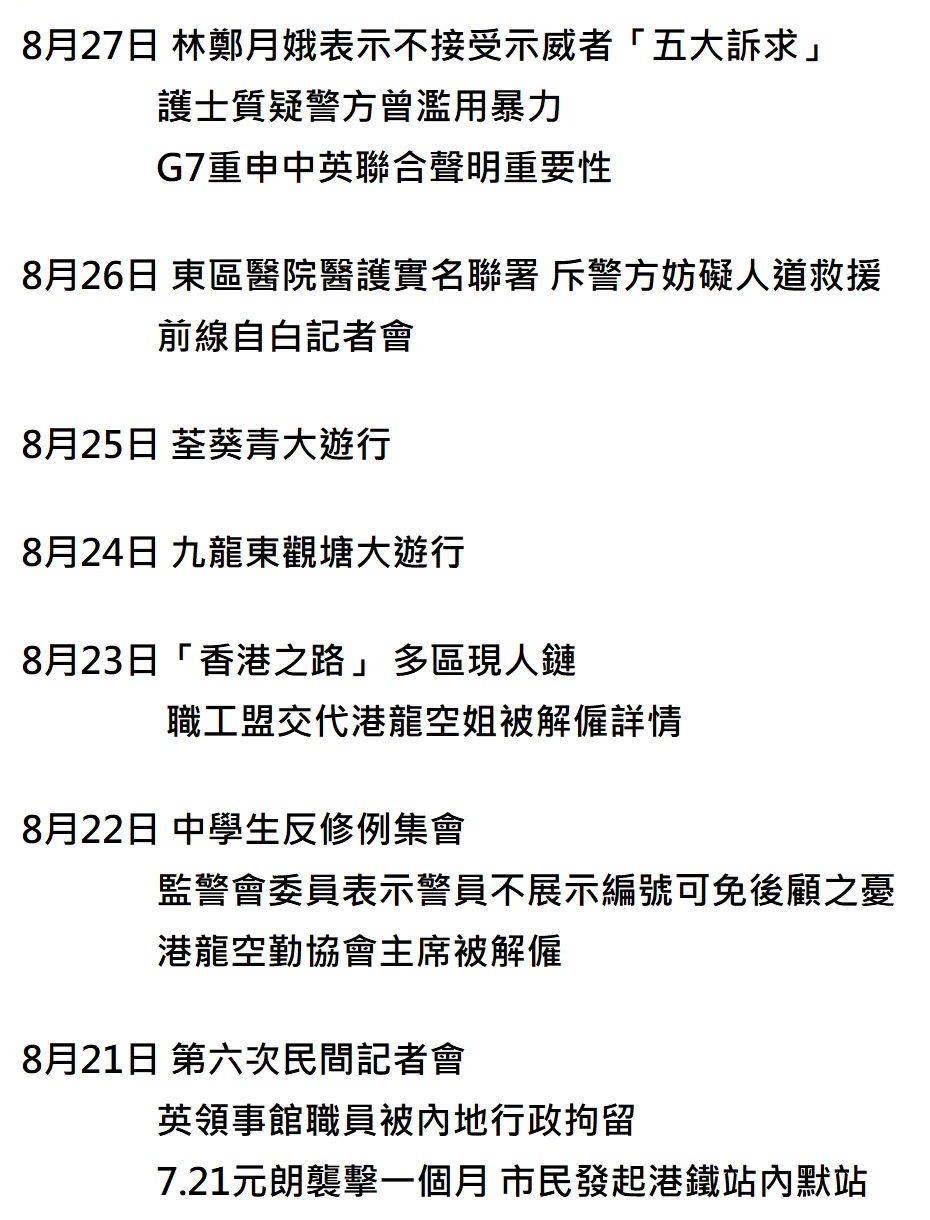 8月27日 林鄭月娥表示不接受示威者「五大訴求」
護士質疑警方曾濫用暴力
G7重申中英聯合聲明重要性
8月26日 東區醫院醫護實名聯署 斥警方妨礙人道救援
前線自白記者會
8月25日 荃葵青大遊行
8月24日 九龍東觀塘大遊行
8月23日「香港之路」 多區現人鏈
職工盟交代港龍空姐被解僱詳情
8月22日 中學生反修例集會
監警會委員表示警員不展示編號可免後顧之憂
港龍空勤協會主席被解僱
8月21日 第六次民間記者會
英領事館職員被內地行政拘留
7.21元朗襲擊一個月 市民發起港鐵站內默站